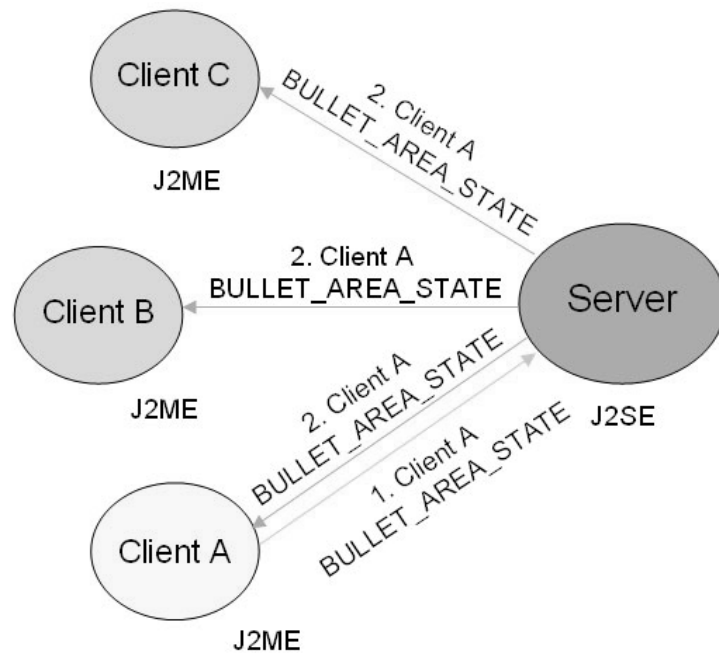 Client C
J2ME
2. Client A
BULLET_AREA_STATE
2. Client A
BULLET_AREA_STATE
Client B
J2ME
Server
J2SE
2. Client A
BULLET_AREA_STATE
1. Client A
BULLET_AREA_STATE
Client A
J2ME